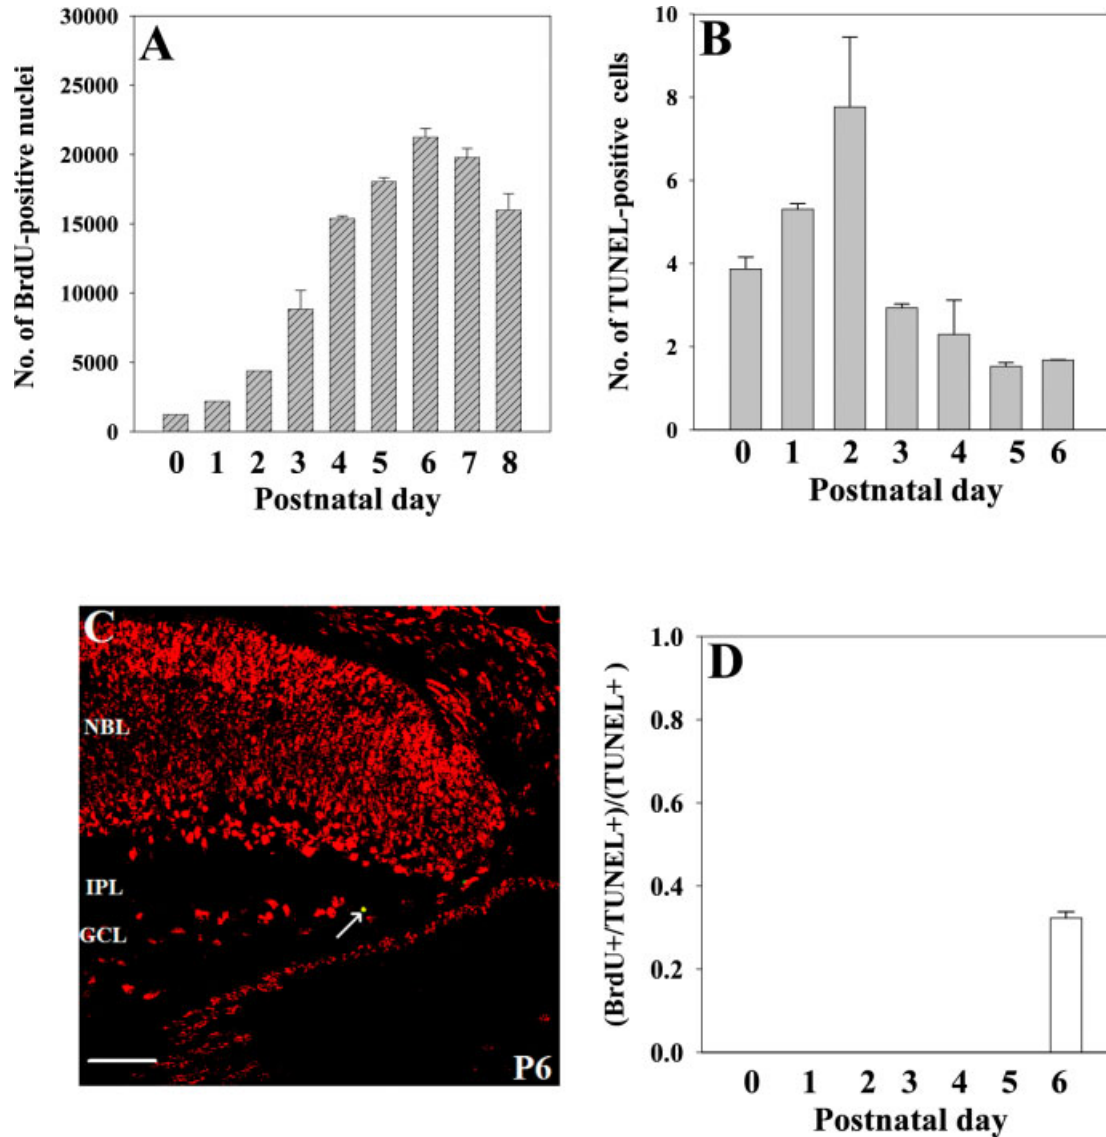 A
30000
25000
20000
15000
10000
5000
0
No. of BrdU-positive nuclei
0 1 2 3 4 5 6 7 8
Postnatal day
B
10
8
6
4
2
0
No. of TUNEL-positive cells
0 1 2 3 4 5 6
Postnatal day
C
NBL
IPL
GCL
P6
D
1.0
0.8
0.6
0.4
0.2
0.0
(BrdU+/TUNEL+)/(TUNEL+)
0 1 2 3 4 5 6
Postnatal day